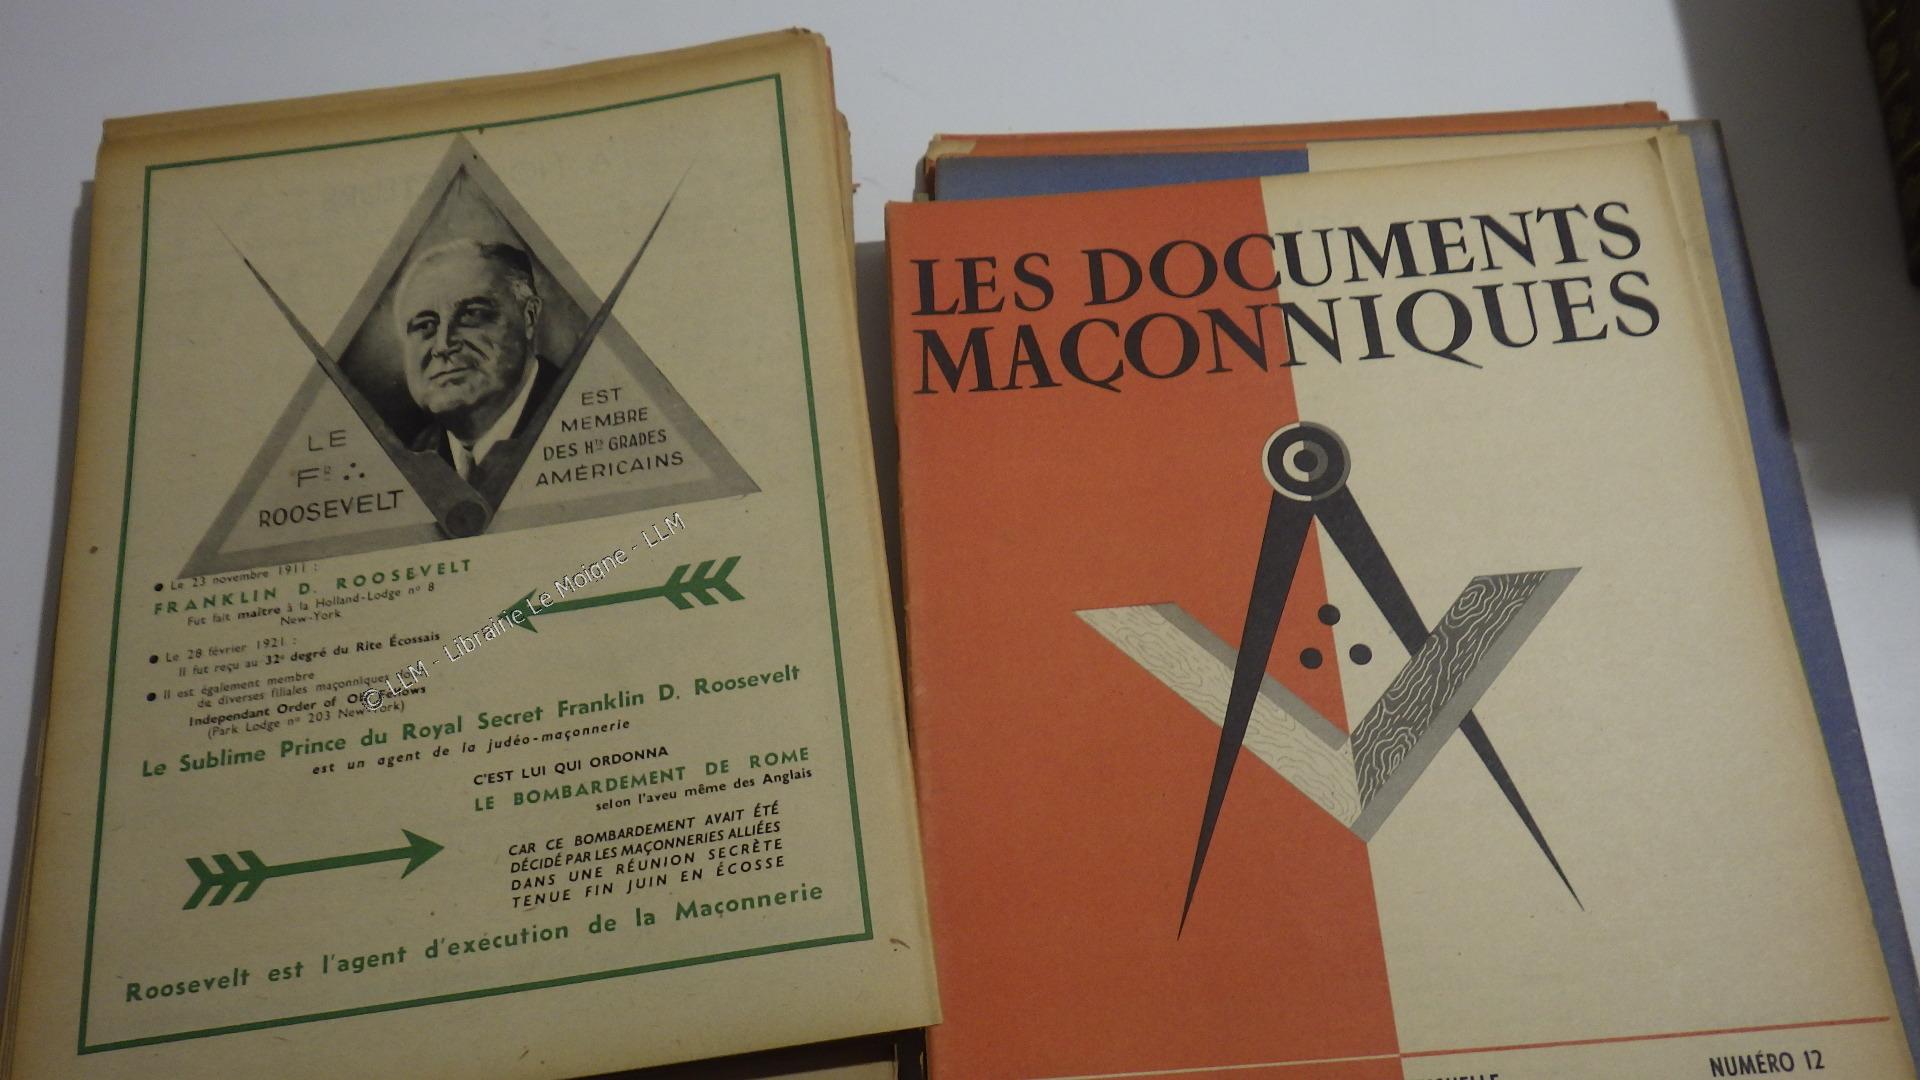 LE
FR∴
ROOSEVELT
EST
MEMBRE
DES Hts GRADES
AMÉRICAINS
● Le 23 novembre 1911 :
FRANKLIN D. ROOSEVELT
Fut fait maître à la Holland-Lodge nº 8
New-York
● Le 28 février 1921 :
Il fut reçu au 32e degré du Rite Écossais
● Il est également membre
de diverses filiales maçonniques
Independant Order of Odd Fellows
(Park Lodge nº 203 New-York)
Le Sublime Prince du Royal Secret Franklin D. Roosevelt
est un agent de la judéo-maçonnerie
C'EST LUI QUI ORDONNA
LE BOMBARDEMENT DE ROME
selon l'aveu même des Anglais
CAR CE BOMBARDEMENT AVAIT ÉTÉ
DÉCIDÉ PAR LES MAÇONNERIES ALLIÉES
DANS UNE RÉUNION SECRÈTE
TENUE FIN JUIN EN ÉCOSSE
Roosevelt est l'agent d'exécution de la Maçonnerie
© LLM - Librairie Le Moigne - LLM
LES DOCUMENTS
MAÇONNIQUES
NUMÉRO 12